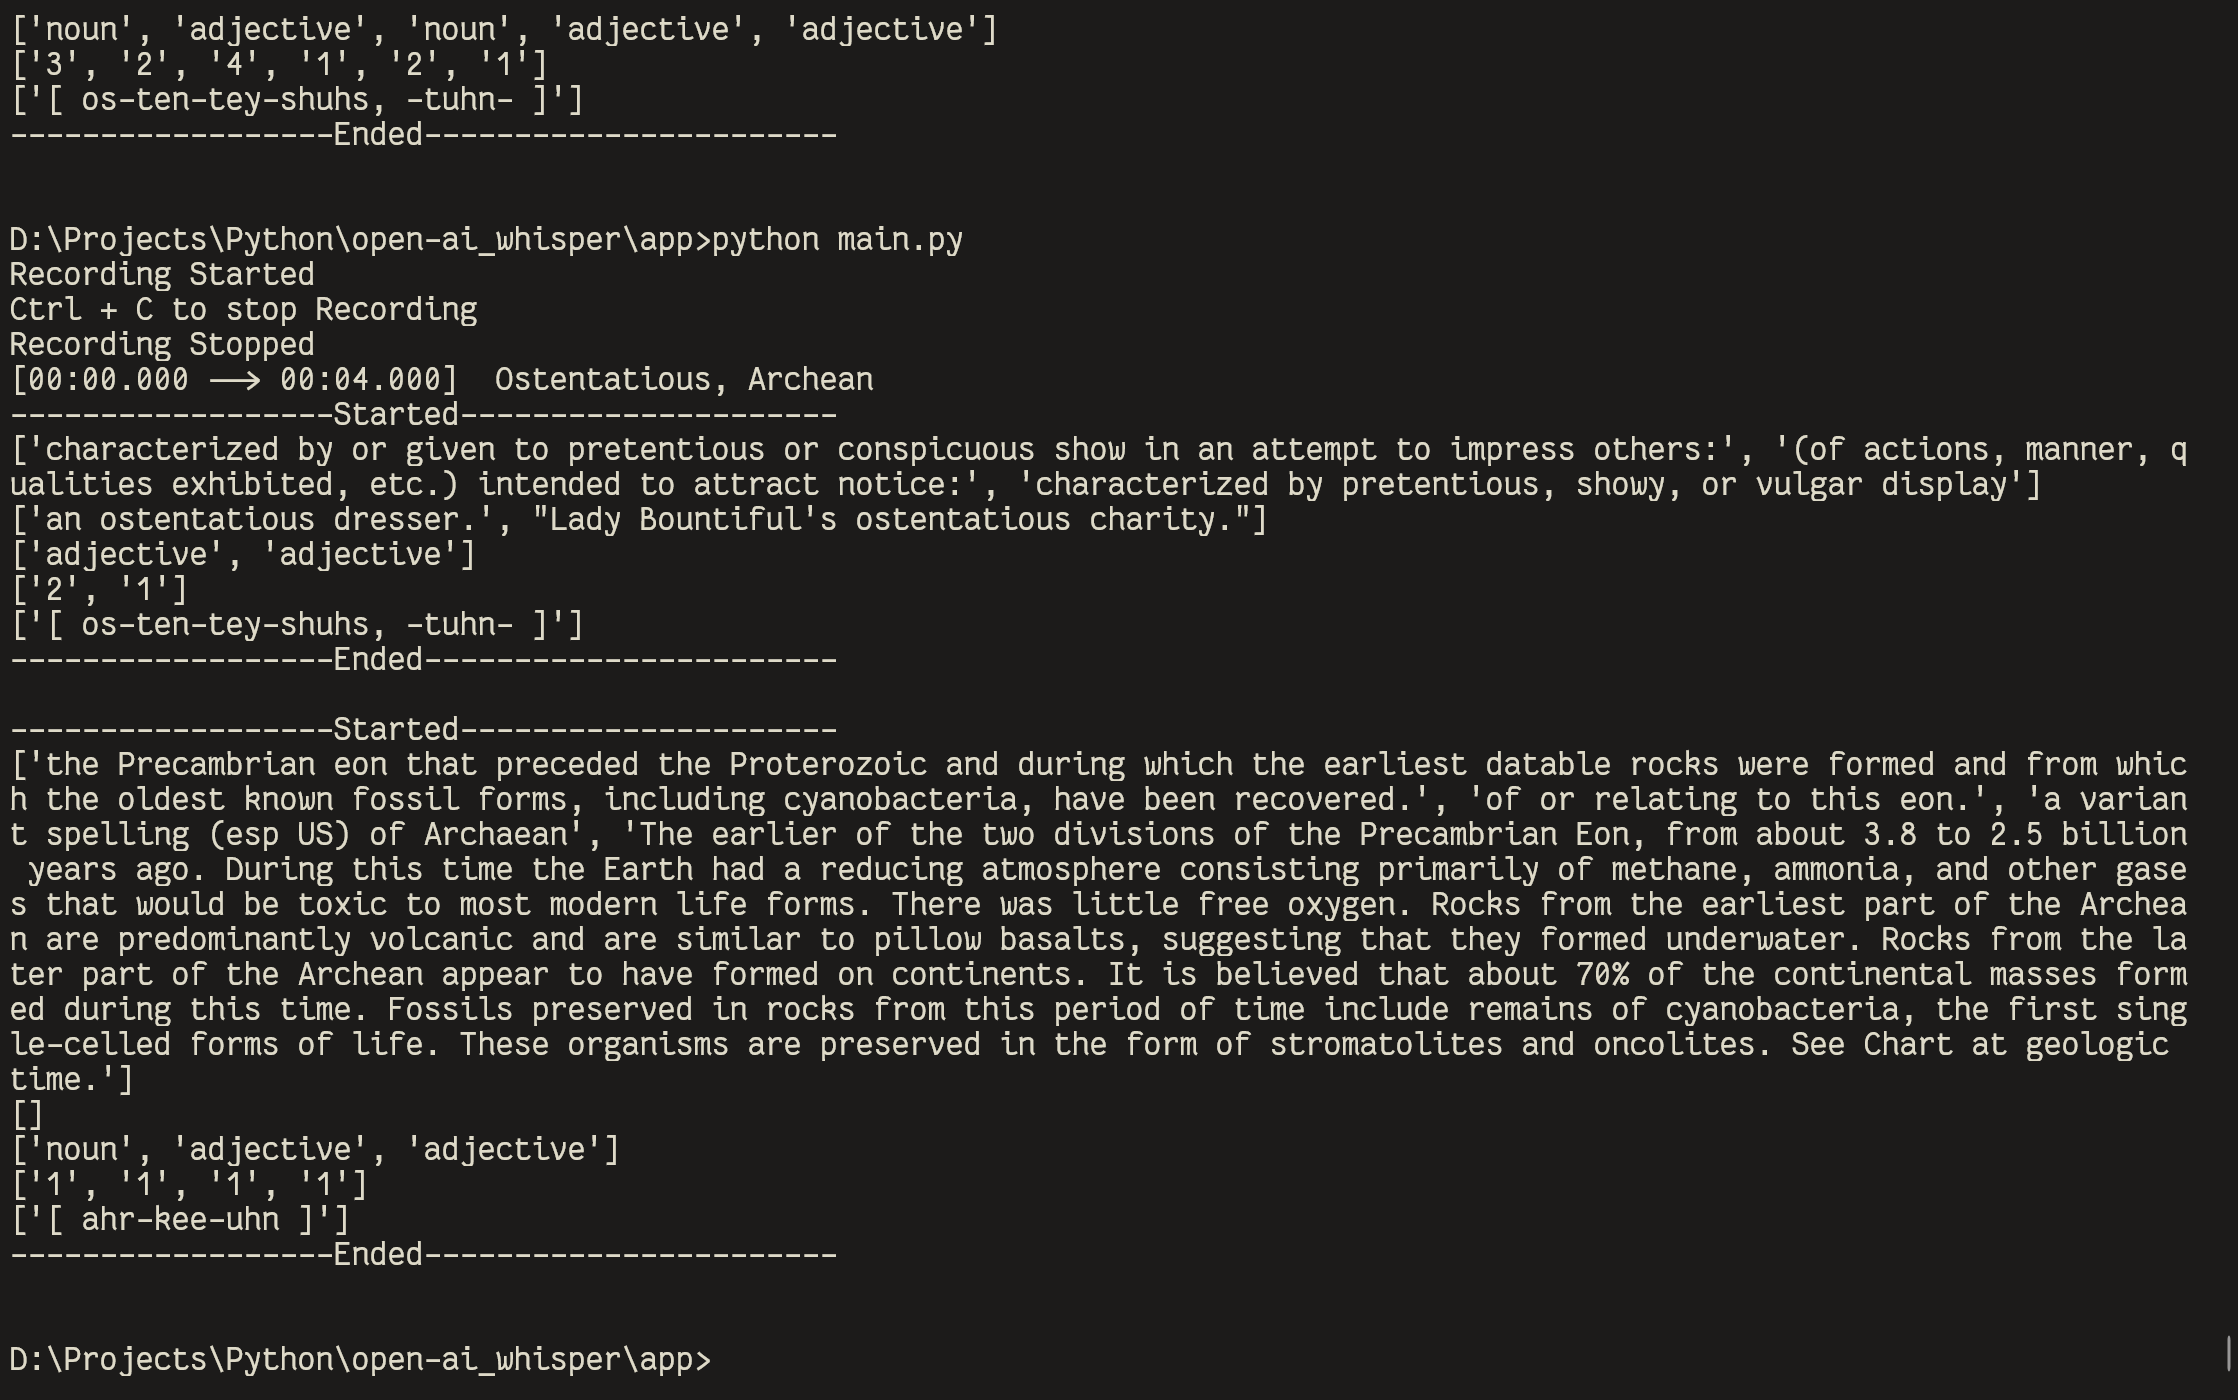 ['noun', 'adjective', 'noun', 'adjective', 'adjective']
['3', '2', '4', '1', '2', '1']
['[ os-ten-tey-shuhs, -tuhn- ]']
------------------Ended-----------------------
D:\Projects\Python\open-ai_whisper\app>python main.py
Recording Started
Ctrl + C to stop Recording
Recording Stopped
[00:00.000 --> 00:04.000]  Ostentatious, Archean
------------------Started---------------------
['characterized by or given to pretentious or conspicuous show in an attempt to impress others:', '(of actions, manner, q
ualities exhibited, etc.) intended to attract notice:', 'characterized by pretentious, showy, or vulgar display']
['an ostentatious dresser.', "Lady Bountiful's ostentatious charity."]
['adjective', 'adjective']
['2', '1']
['[ os-ten-tey-shuhs, -tuhn- ]']
------------------Ended-----------------------
------------------Started---------------------
['the Precambrian eon that preceded the Proterozoic and during which the earliest datable rocks were formed and from whic
h the oldest known fossil forms, including cyanobacteria, have been recovered.', 'of or relating to this eon.', 'a varian
t spelling (esp US) of Archaean', 'The earlier of the two divisions of the Precambrian Eon, from about 3.8 to 2.5 billion
 years ago. During this time the Earth had a reducing atmosphere consisting primarily of methane, ammonia, and other gase
s that would be toxic to most modern life forms. There was little free oxygen. Rocks from the earliest part of the Archea
n are predominantly volcanic and are similar to pillow basalts, suggesting that they formed underwater. Rocks from the la
ter part of the Archean appear to have formed on continents. It is believed that about 70% of the continental masses form
ed during this time. Fossils preserved in rocks from this period of time include remains of cyanobacteria, the first sing
le-celled forms of life. These organisms are preserved in the form of stromatolites and oncolites. See Chart at geologic
time.']
[]
['noun', 'adjective', 'adjective']
['1', '1', '1', '1']
['[ ahr-kee-uhn ]']
------------------Ended-----------------------
D:\Projects\Python\open-ai_whisper\app>